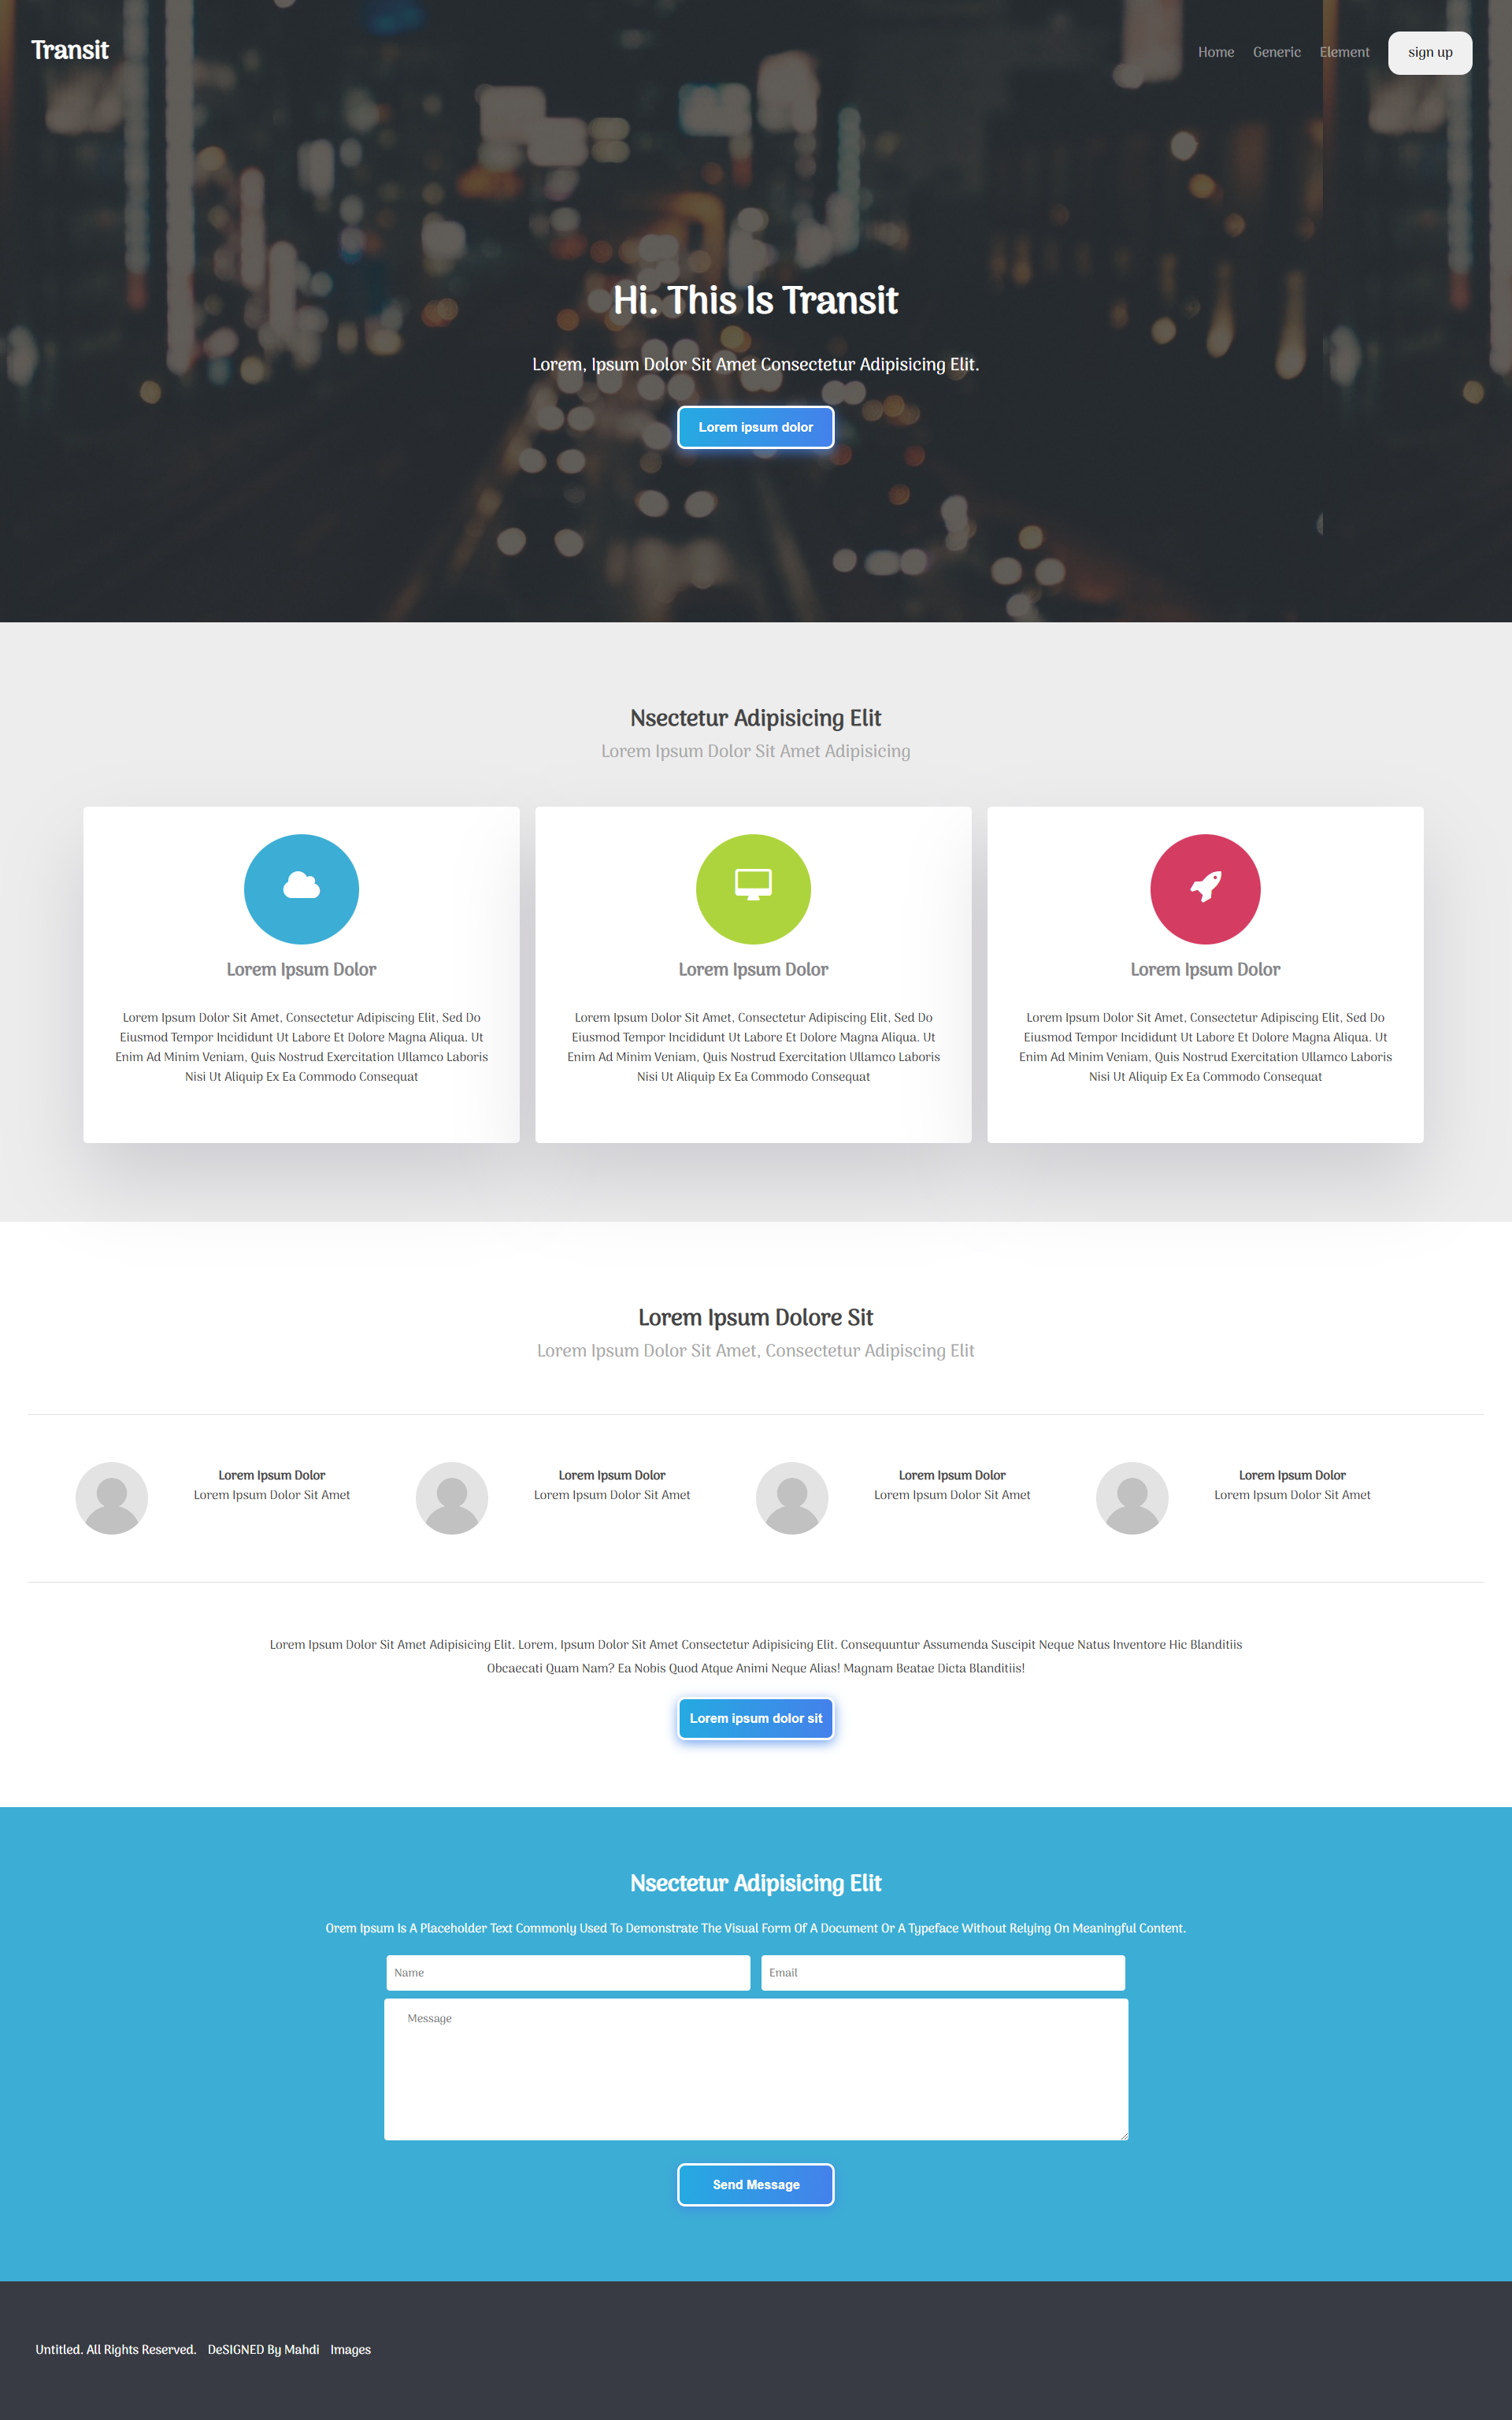 Transit
Home Generic Element sign up
Hi. This Is Transit
Lorem, Ipsum Dolor Sit Amet Consectetur Adipisicing Elit.
Lorem ipsum dolor
Nsectetur Adipisicing Elit
Lorem Ipsum Dolor Sit Amet Adipisicing
Lorem Ipsum Dolor
Lorem Ipsum Dolor Sit Amet, Consectetur Adipiscing Elit, Sed Do
Eiusmod Tempor Incididunt Ut Labore Et Dolore Magna Aliqua. Ut
Enim Ad Minim Veniam, Quis Nostrud Exercitation Ullamco Laboris
Nisi Ut Aliquip Ex Ea Commodo Consequat
Lorem Ipsum Dolor
Lorem Ipsum Dolor Sit Amet, Consectetur Adipiscing Elit, Sed Do
Eiusmod Tempor Incididunt Ut Labore Et Dolore Magna Aliqua. Ut
Enim Ad Minim Veniam, Quis Nostrud Exercitation Ullamco Laboris
Nisi Ut Aliquip Ex Ea Commodo Consequat
Lorem Ipsum Dolor
Lorem Ipsum Dolor Sit Amet, Consectetur Adipiscing Elit, Sed Do
Eiusmod Tempor Incididunt Ut Labore Et Dolore Magna Aliqua. Ut
Enim Ad Minim Veniam, Quis Nostrud Exercitation Ullamco Laboris
Nisi Ut Aliquip Ex Ea Commodo Consequat
Lorem Ipsum Dolore Sit
Lorem Ipsum Dolor Sit Amet, Consectetur Adipiscing Elit
Lorem Ipsum Dolor
Lorem Ipsum Dolor Sit Amet
Lorem Ipsum Dolor
Lorem Ipsum Dolor Sit Amet
Lorem Ipsum Dolor
Lorem Ipsum Dolor Sit Amet
Lorem Ipsum Dolor
Lorem Ipsum Dolor Sit Amet
Lorem Ipsum Dolor Sit Amet Adipisicing Elit. Lorem, Ipsum Dolor Sit Amet Consectetur Adipisicing Elit. Consequuntur Assumenda Suscipit Neque Natus Inventore Hic Blanditiis
Obcaecati Quam Nam? Ea Nobis Quod Atque Animi Neque Alias! Magnam Beatae Dicta Blanditiis!
Lorem ipsum dolor sit
Nsectetur Adipisicing Elit
Orem Ipsum Is A Placeholder Text Commonly Used To Demonstrate The Visual Form Of A Document Or A Typeface Without Relying On Meaningful Content.
Name
Email
Message
Send Message
Untitled. All Rights Reserved. DeSIGNED By Mahdi Images